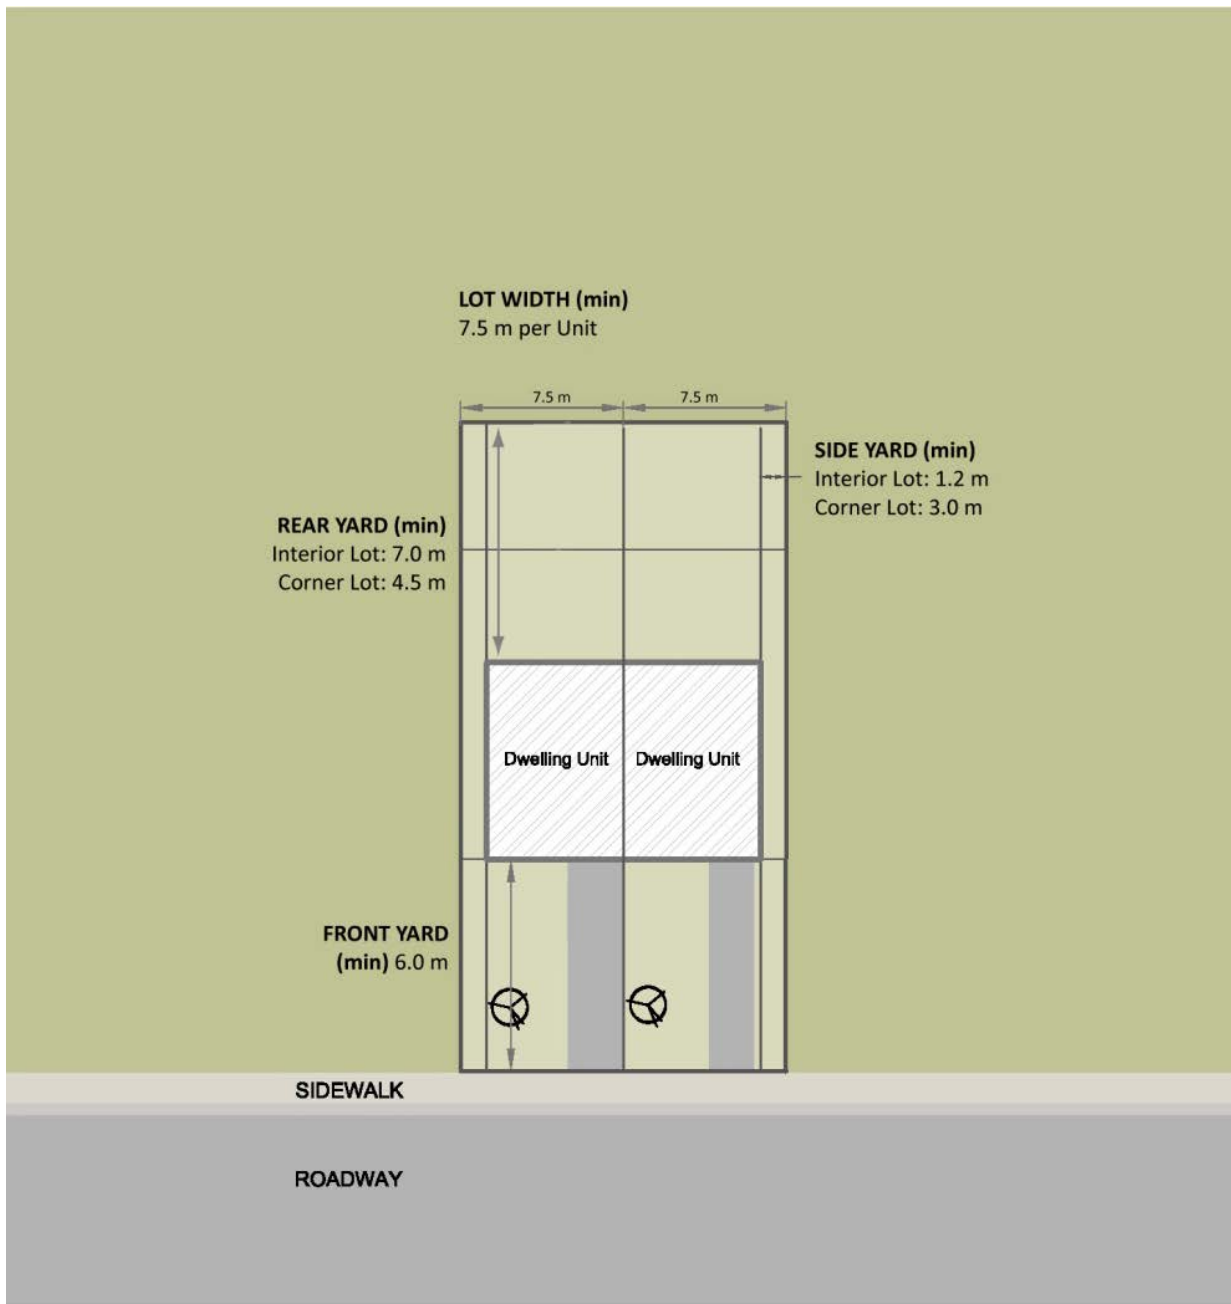 LOT WIDTH (min)
7.5 m per Unit
7.5 m
7.5 m
SIDE YARD (min)
Interior Lot: 1.2 m
Corner Lot: 3.0 m
REAR YARD (min)
Interior Lot: 7.0 m
Corner Lot: 4.5 m
Dwelling Unit
Dwelling Unit
FRONT YARD
(min) 6.0 m
SIDEWALK
ROADWAY